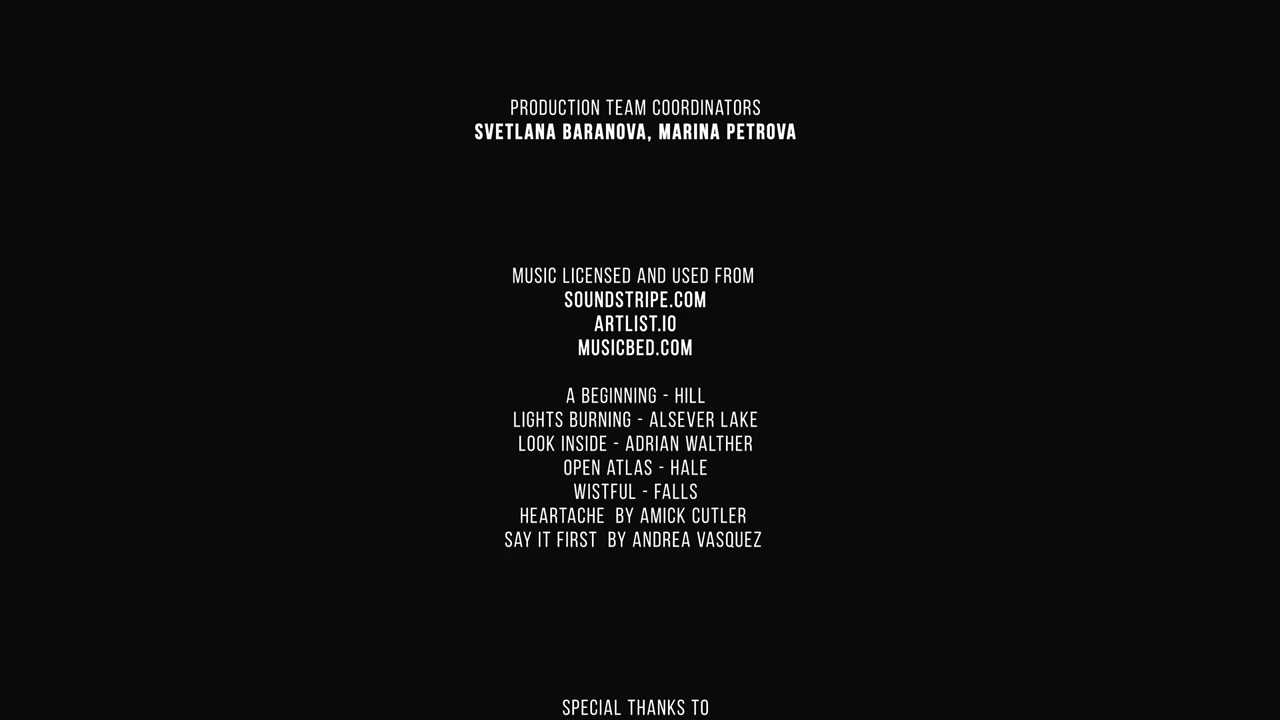 PRODUCTION TEAM COORDINATORS
SVETLANA BARANOVA, MARINA PETROVA
MUSIC LICENSED AND USED FROM
SOUNDSTRIPE.COM
ARTLIST.IO
MUSICBED.COM
A BEGINNING - HILL
LIGHTS BURNING - ALSEVER LAKE
LOOK INSIDE - ADRIAN WALTHER
OPEN ATLAS - HALE
WISTFUL - FALLS
HEARTACHE  BY AMICK CUTLER
SAY IT FIRST  BY ANDREA VASQUEZ
SPECIAL THANKS TO